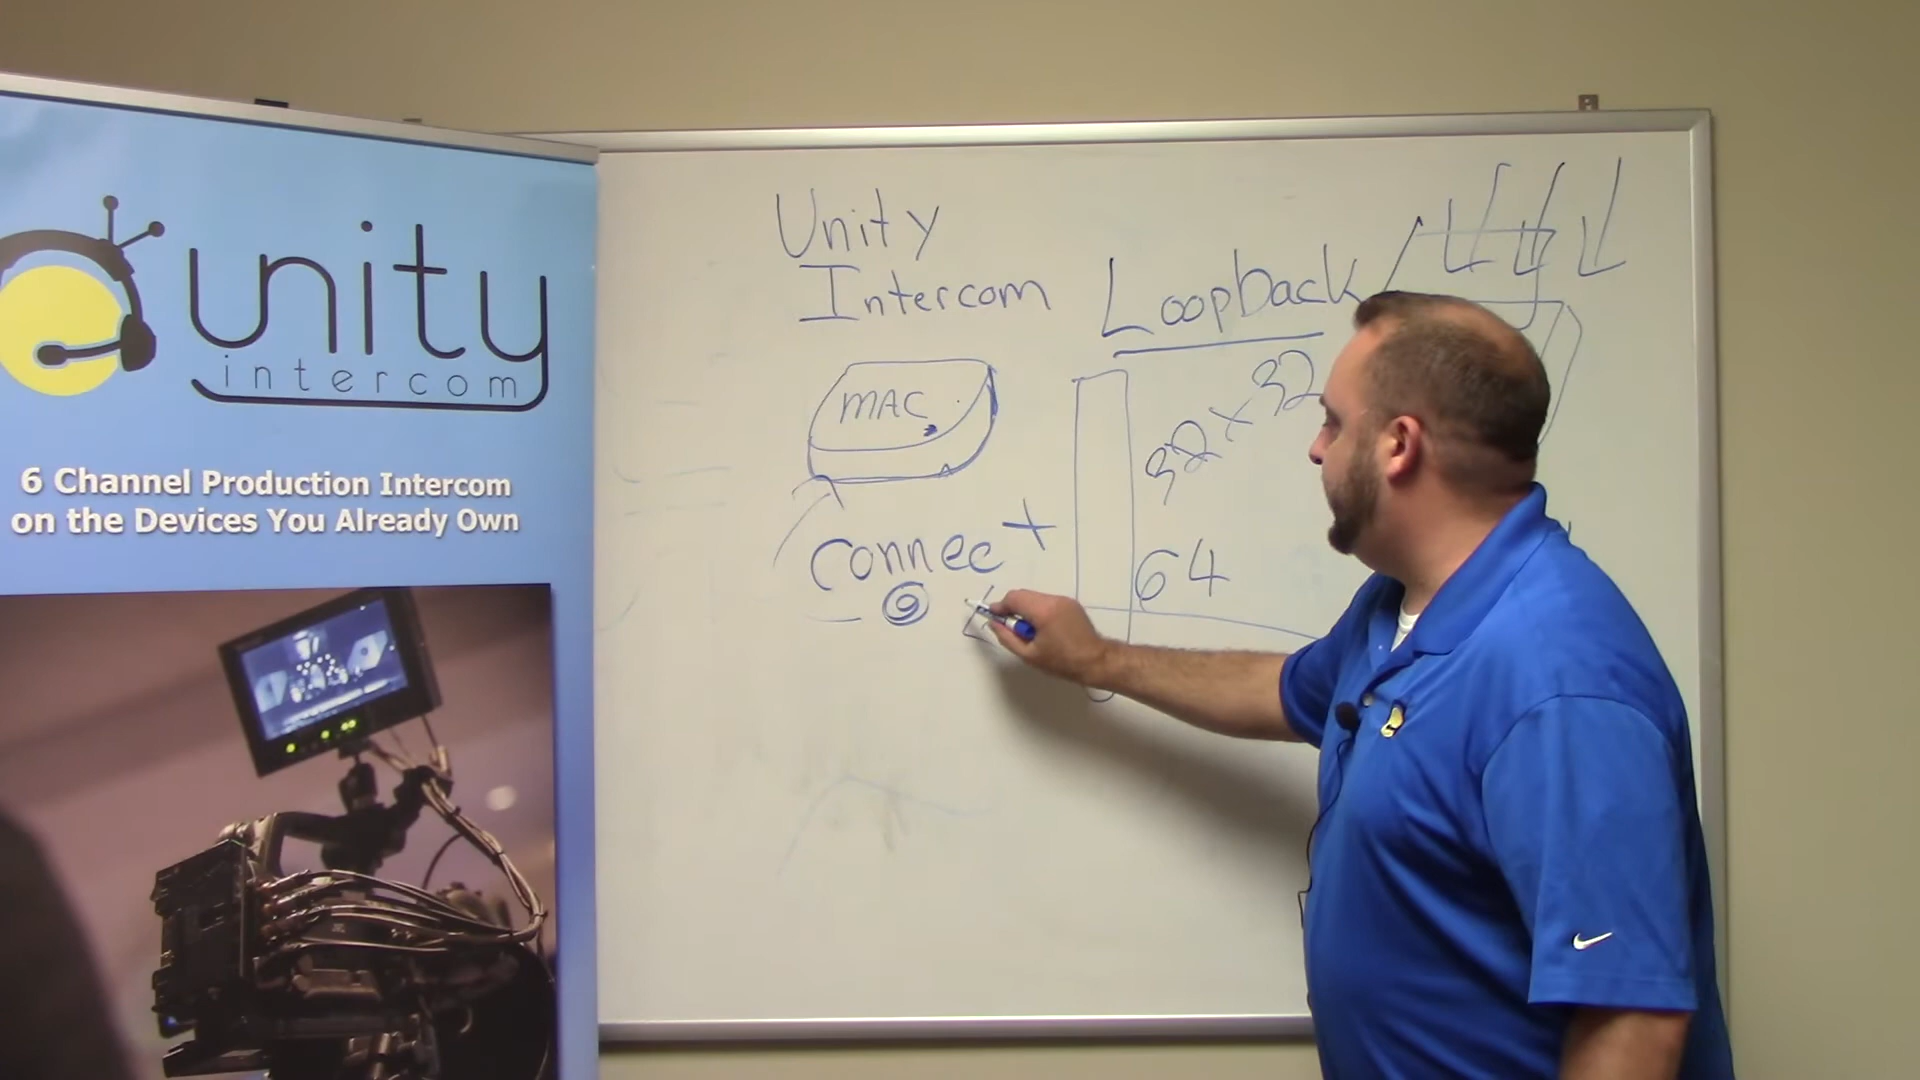 unity
intercom
6 Channel Production Intercom
on the Devices You Already Own
Unity
Intercom
Loopback
MAC
32 x 32
Connect
64